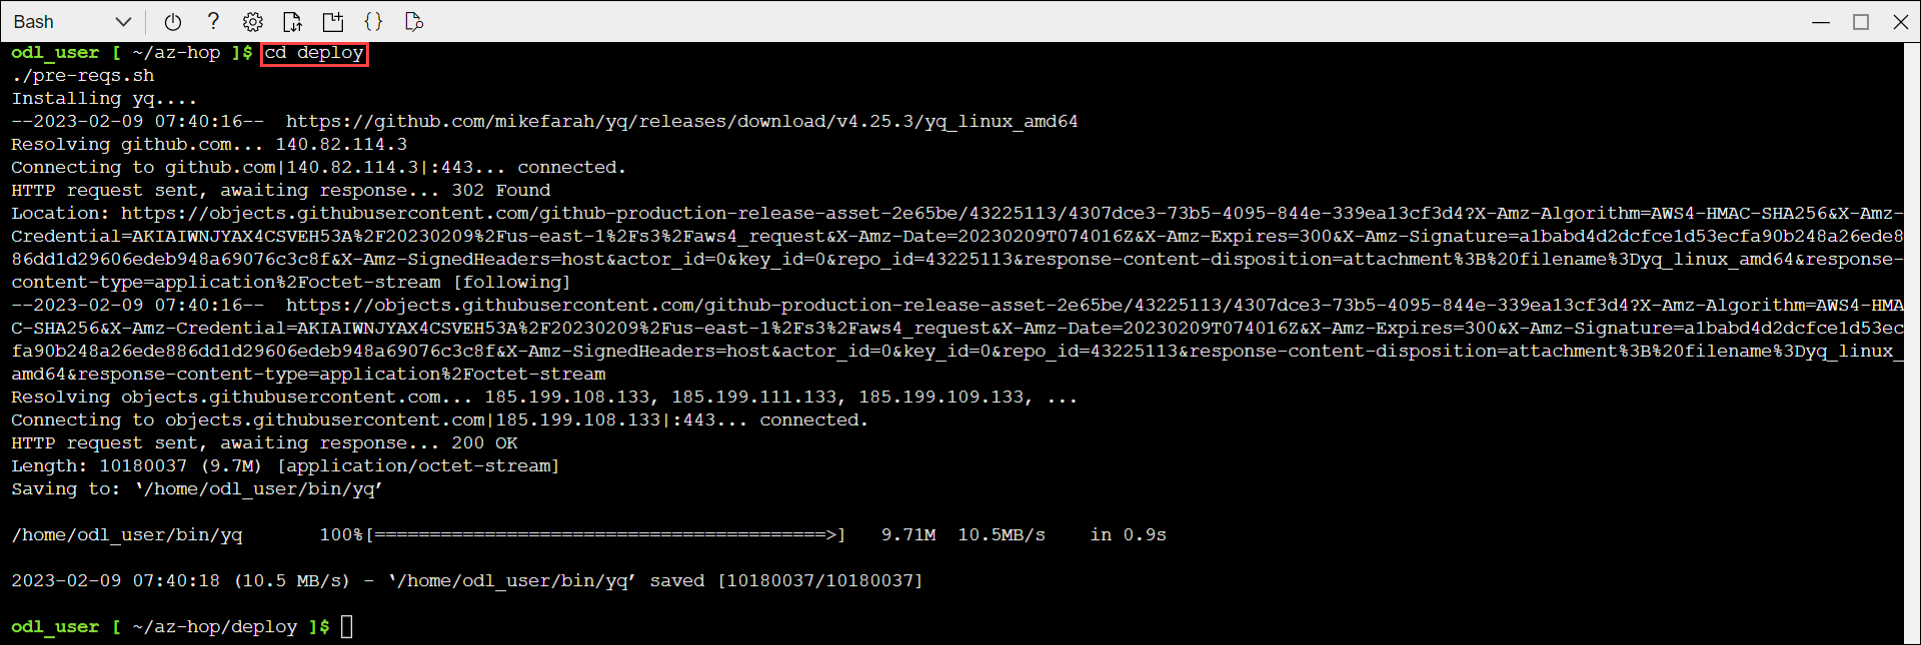 Bash
?
{}
odl_user [ ~/az-hop ]$ cd deploy
./pre-reqs.sh
Installing yq....
--2023-02-09 07:40:16--  https://github.com/mikefarah/yq/releases/download/v4.25.3/yq_linux_amd64
Resolving github.com... 140.82.114.3
Connecting to github.com|140.82.114.3|:443... connected.
HTTP request sent, awaiting response... 302 Found
Location: https://objects.githubusercontent.com/github-production-release-asset-2e65be/43225113/4307dce3-73b5-4095-844e-339ea13cf3d4?X-Amz-Algorithm=AWS4-HMAC-SHA256&X-Amz-
Credential=AKIAIWNJYAX4CSVEH53A%2F20230209%2Fus-east-1%2Fs3%2Faws4_request&X-Amz-Date=20230209T074016Z&X-Amz-Expires=300&X-Amz-Signature=a1babd4d2dcfce1d53ecfa90b248a26ede8
86dd1d29606edeb948a69076c3c8f&X-Amz-SignedHeaders=host&actor_id=0&key_id=0&repo_id=43225113&response-content-disposition=attachment%3B%20filename%3Dyq_linux_amd64&response-
content-type=application%2Foctet-stream [following]
--2023-02-09 07:40:16--  https://objects.githubusercontent.com/github-production-release-asset-2e65be/43225113/4307dce3-73b5-4095-844e-339ea13cf3d4?X-Amz-Algorithm=AWS4-HMA
C-SHA256&X-Amz-Credential=AKIAIWNJYAX4CSVEH53A%2F20230209%2Fus-east-1%2Fs3%2Faws4_request&X-Amz-Date=20230209T074016Z&X-Amz-Expires=300&X-Amz-Signature=a1babd4d2dcfce1d53ec
fa90b248a26ede886dd1d29606edeb948a69076c3c8f&X-Amz-SignedHeaders=host&actor_id=0&key_id=0&repo_id=43225113&response-content-disposition=attachment%3B%20filename%3Dyq_linux_
amd64&response-content-type=application%2Foctet-stream
Resolving objects.githubusercontent.com... 185.199.108.133, 185.199.111.133, 185.199.109.133, ...
Connecting to objects.githubusercontent.com|185.199.108.133|:443... connected.
HTTP request sent, awaiting response... 200 OK
Length: 10180037 (9.7M) [application/octet-stream]
Saving to: ‘/home/odl_user/bin/yq’
/home/odl_user/bin/yq       100%[=========================================>]   9.71M  10.5MB/s    in 0.9s
2023-02-09 07:40:18 (10.5 MB/s) - ‘/home/odl_user/bin/yq’ saved [10180037/10180037]
odl_user [ ~/az-hop/deploy ]$